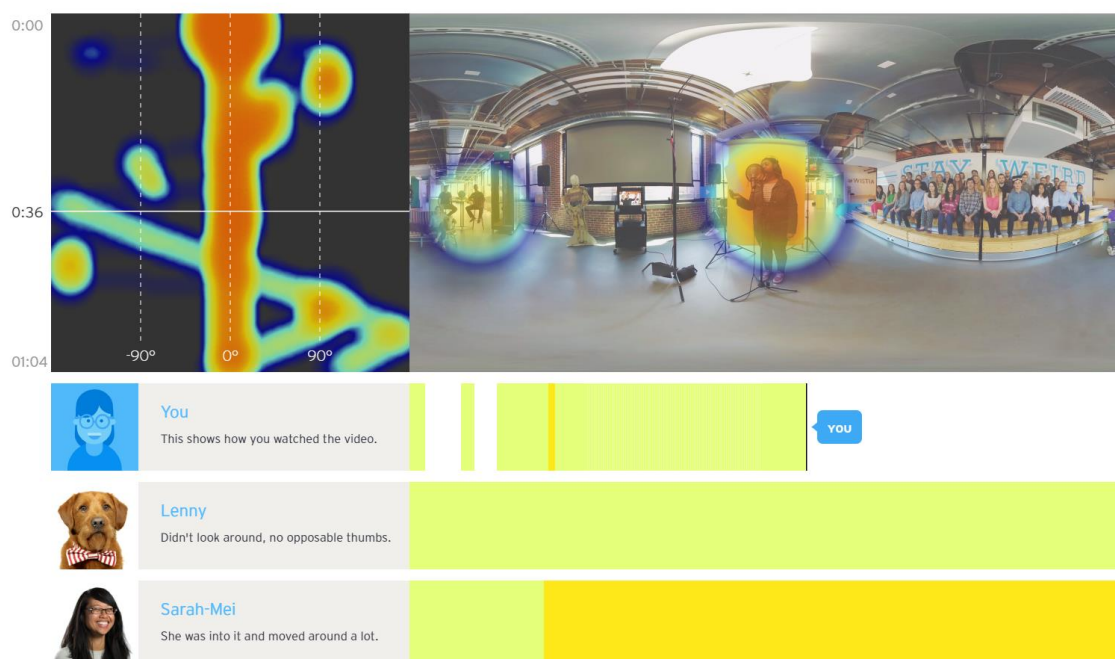 0:00
STAY WEIRD
WISTIA
0:36
-90°
0°
90°
01:04
You
This shows how you watched the video.
YOU
Lenny
Didn't look around, no opposable thumbs.
Sarah-Mei
She was into it and moved around a lot.